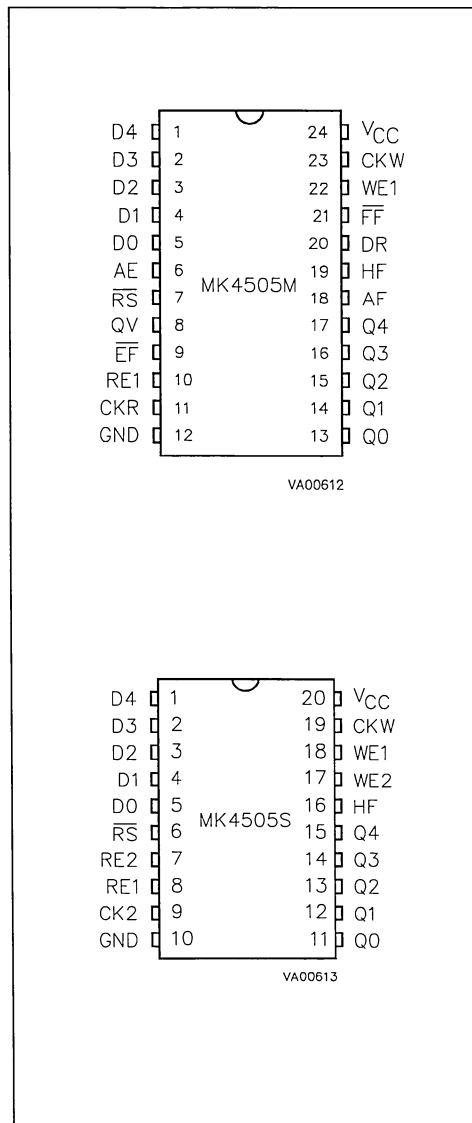 D4 1 24 VCC
D3 2 23 CKW
D2 3 22 WE1
D1 4 21 F̅F̅
D0 5 20 DR
AE 6 19 HF
R̅S̅ 7 MK4505M 18 AF
QV 8 17 Q4
E̅F̅ 9 16 Q3
RE1 10 15 Q2
CKR 11 14 Q1
GND 12 13 Q0
VA00612
D4 1 20 VCC
D3 2 19 CKW
D2 3 18 WE1
D1 4 17 WE2
D0 5 16 HF
R̅S̅ 6 MK4505S 15 Q4
RE2 7 14 Q3
RE1 8 13 Q2
CK2 9 12 Q1
GND 10 11 Q0
VA00613